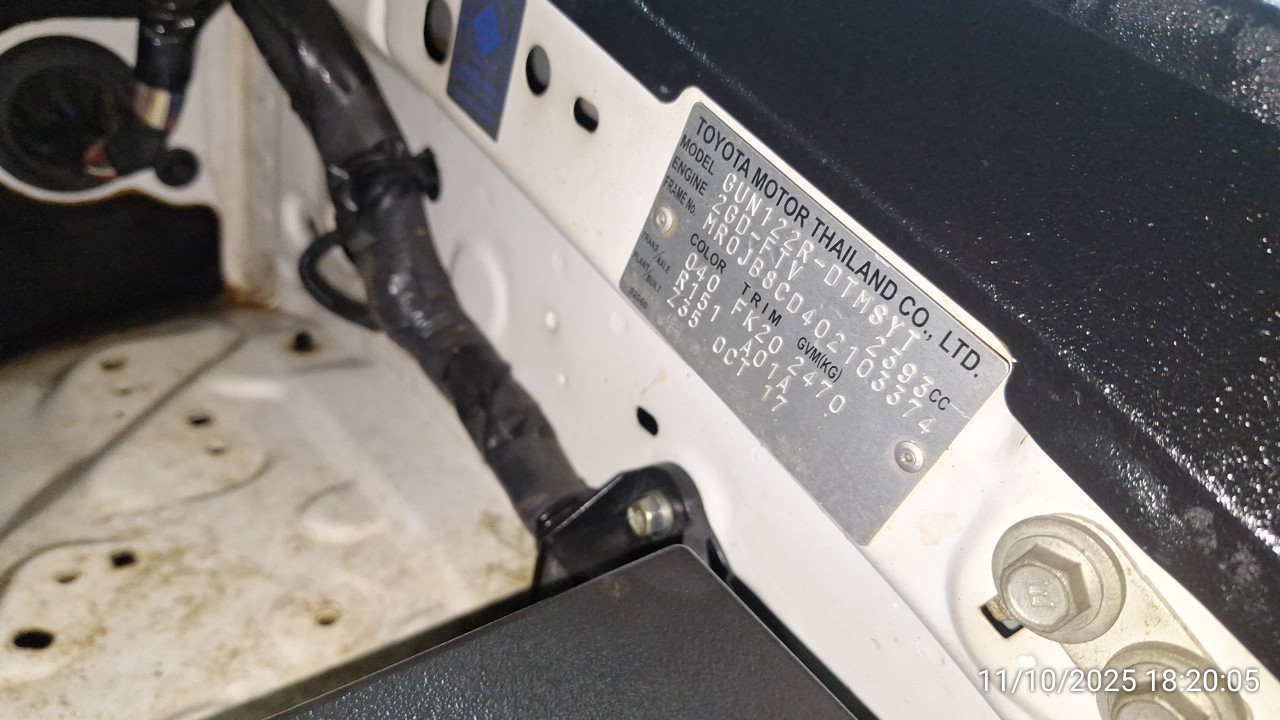 TOYOTA MOTOR THAILAND CO., LTD.
MODEL GUN122R-DTMSYT
ENGINE 2GD-FTV 2393 CC
FRAME No. MR0JB8CD402103374
COLOR TRIM GVM(KG)
040 FK20 2470
TRANS/AXLE R151 A01A
PLANT/BUILT Z35 OCT 17
11/10/2025 18:20:05